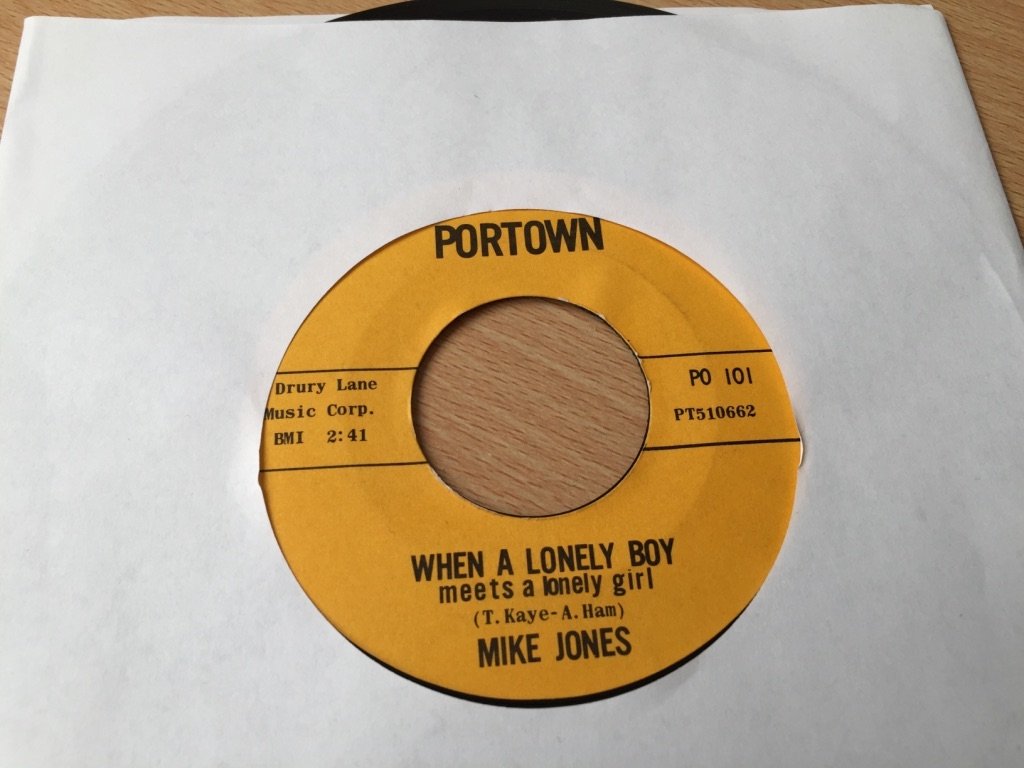 PORTOWN
Drury Lane
Music Corp.
BMI 2:41
PO 101
PT510662
WHEN A LONELY BOY
meets a lonely girl
(T. Kaye-A. Ham)
MIKE JONES